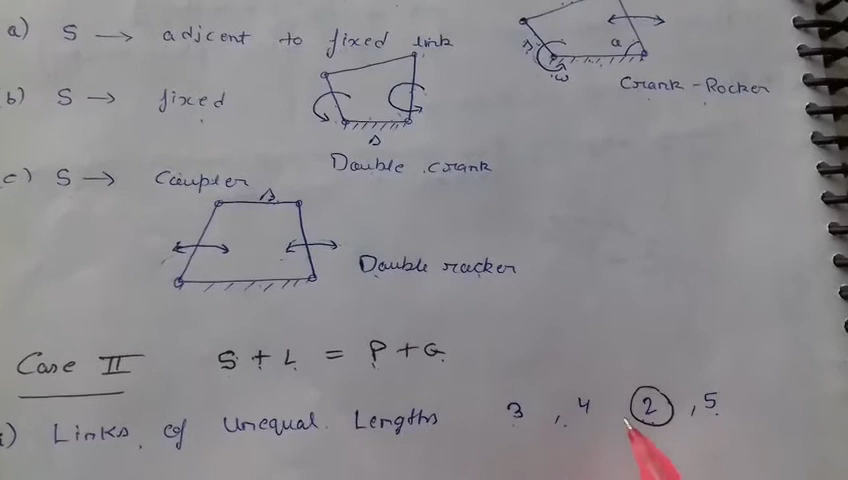 a) S → adjcent to fixed link
s
a
ω
Crank-Rocker
b) S → fixed
s
Double crank
c) S → Coupler
s
Double racker
Case II S + L = P + G
i) Links of Unequal Lengths 3 , 4 2 , 5